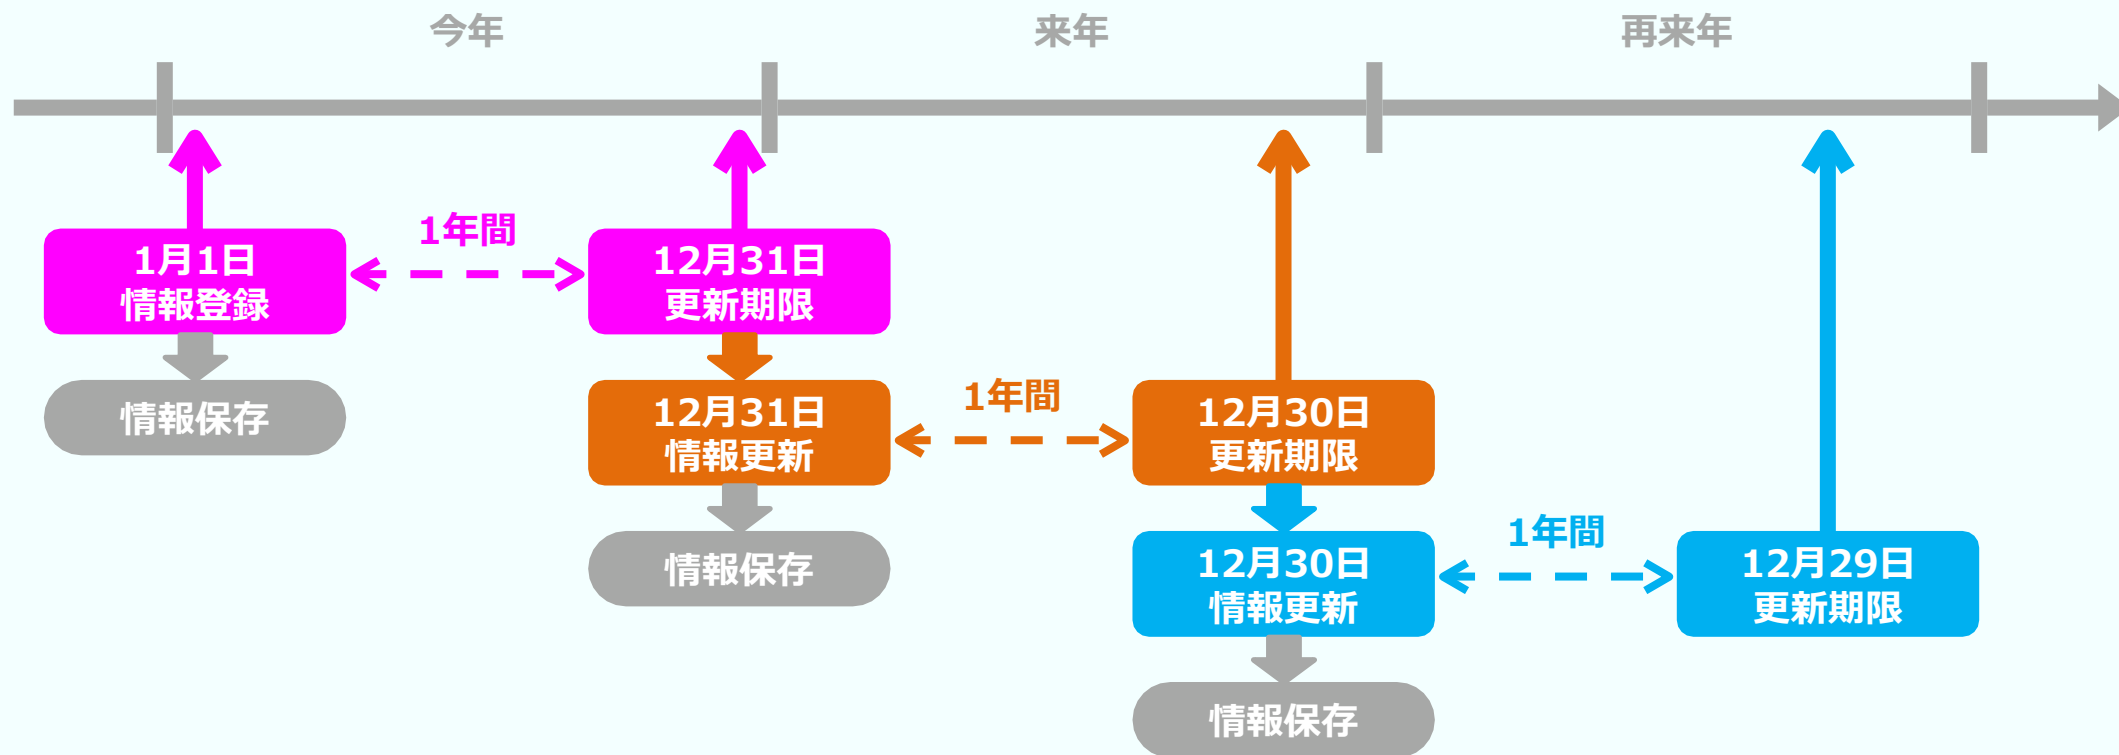 今年
来年
再来年
1年間
1月1日
情報登録
12月31日
更新期限
情報保存
1年間
12月31日
情報更新
12月30日
更新期限
情報保存
1年間
12月30日
情報更新
12月29日
更新期限
情報保存